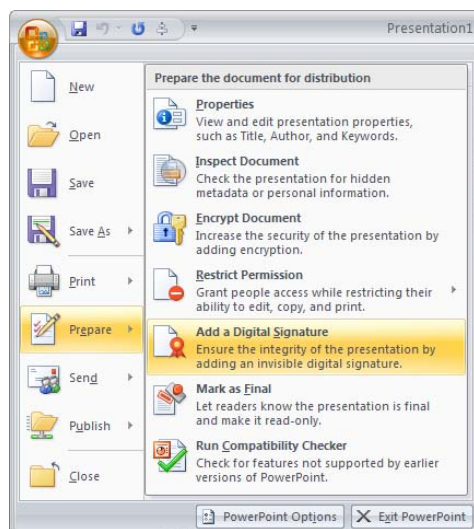 Presentation1
New
Open
Save
Save As
Print
Prepare
Send
Publish
Close
Prepare the document for distribution
Properties
View and edit presentation properties,
such as Title, Author, and Keywords.
Inspect Document
Check the presentation for hidden
metadata or personal information.
Encrypt Document
Increase the security of the presentation by
adding encryption.
Restrict Permission
Grant people access while restricting their
ability to edit, copy, and print.
Add a Digital Signature
Ensure the integrity of the presentation by
adding an invisible digital signature.
Mark as Final
Let readers know the presentation is final
and make it read-only.
Run Compatibility Checker
Check for features not supported by earlier
versions of PowerPoint.
PowerPoint Options
Exit PowerPoint